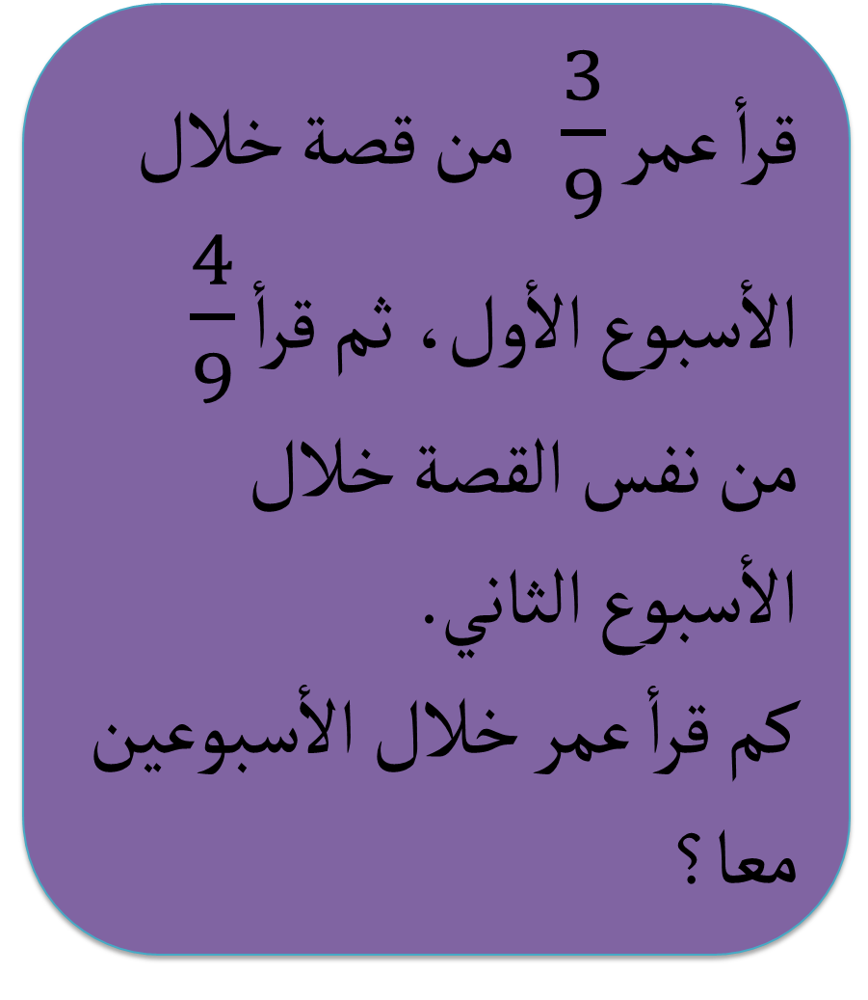 قرأ عمر 3/9 من قصة خلال
الأسبوع الأول، ثم قرأ 4/9
من نفس القصة خلال
الأسبوع الثاني.
كم قرأ عمر خلال الأسبوعين
معا؟